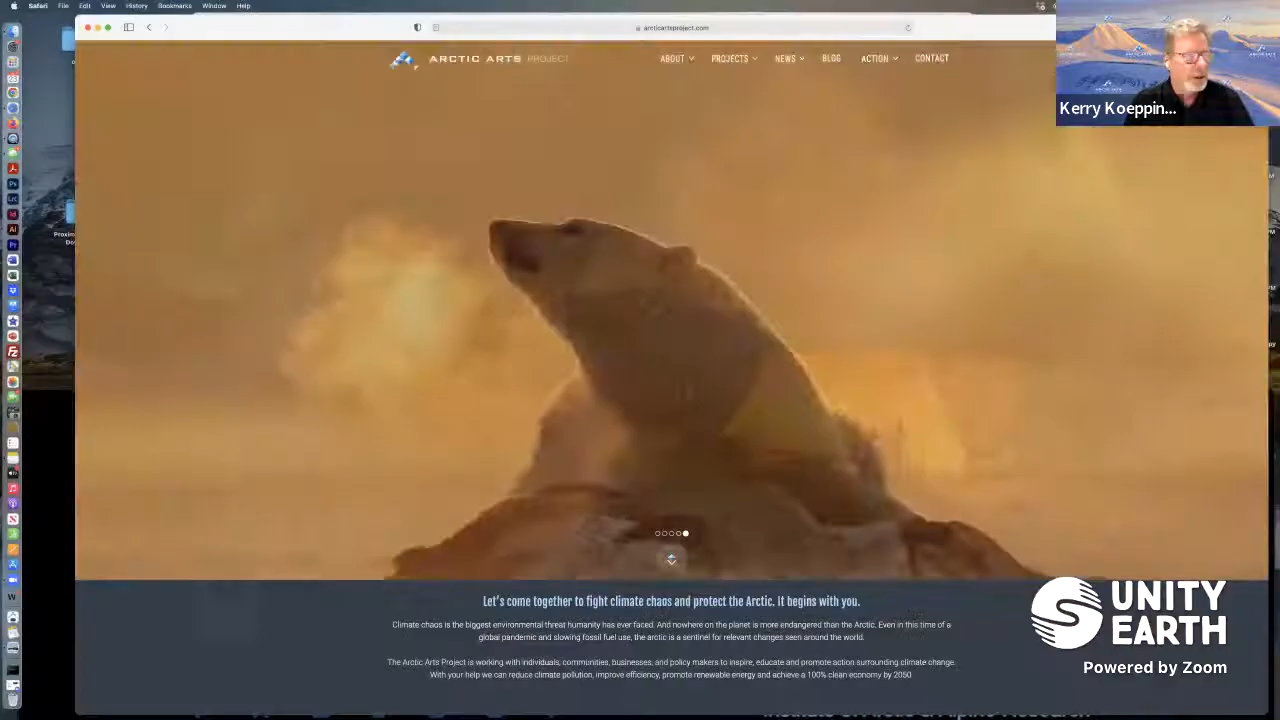 Safari File Edit View History Bookmarks Window Help
arcticartsproject.com
ARCTIC ARTS PROJECT
ABOUT PROJECTS NEWS BLOG ACTION CONTACT
Kerry Koeppin...
Let's come together to fight climate chaos and protect the Arctic. It begins with you.
Climate chaos is the biggest environmental threat humanity has ever faced. And nowhere on the planet is more endangered than the Arctic. Even in this time of a
global pandemic and slowing fossil fuel use, the arctic is a sentinel for relevant changes seen around the world.
The Arctic Arts Project is working with individuals, communities, businesses, and policy makers to inspire, educate and promote action surrounding climate change.
With your help we can reduce climate pollution, improve efficiency, promote renewable energy and achieve a 100% clean economy by 2050
UNITY
EARTH
Powered by Zoom